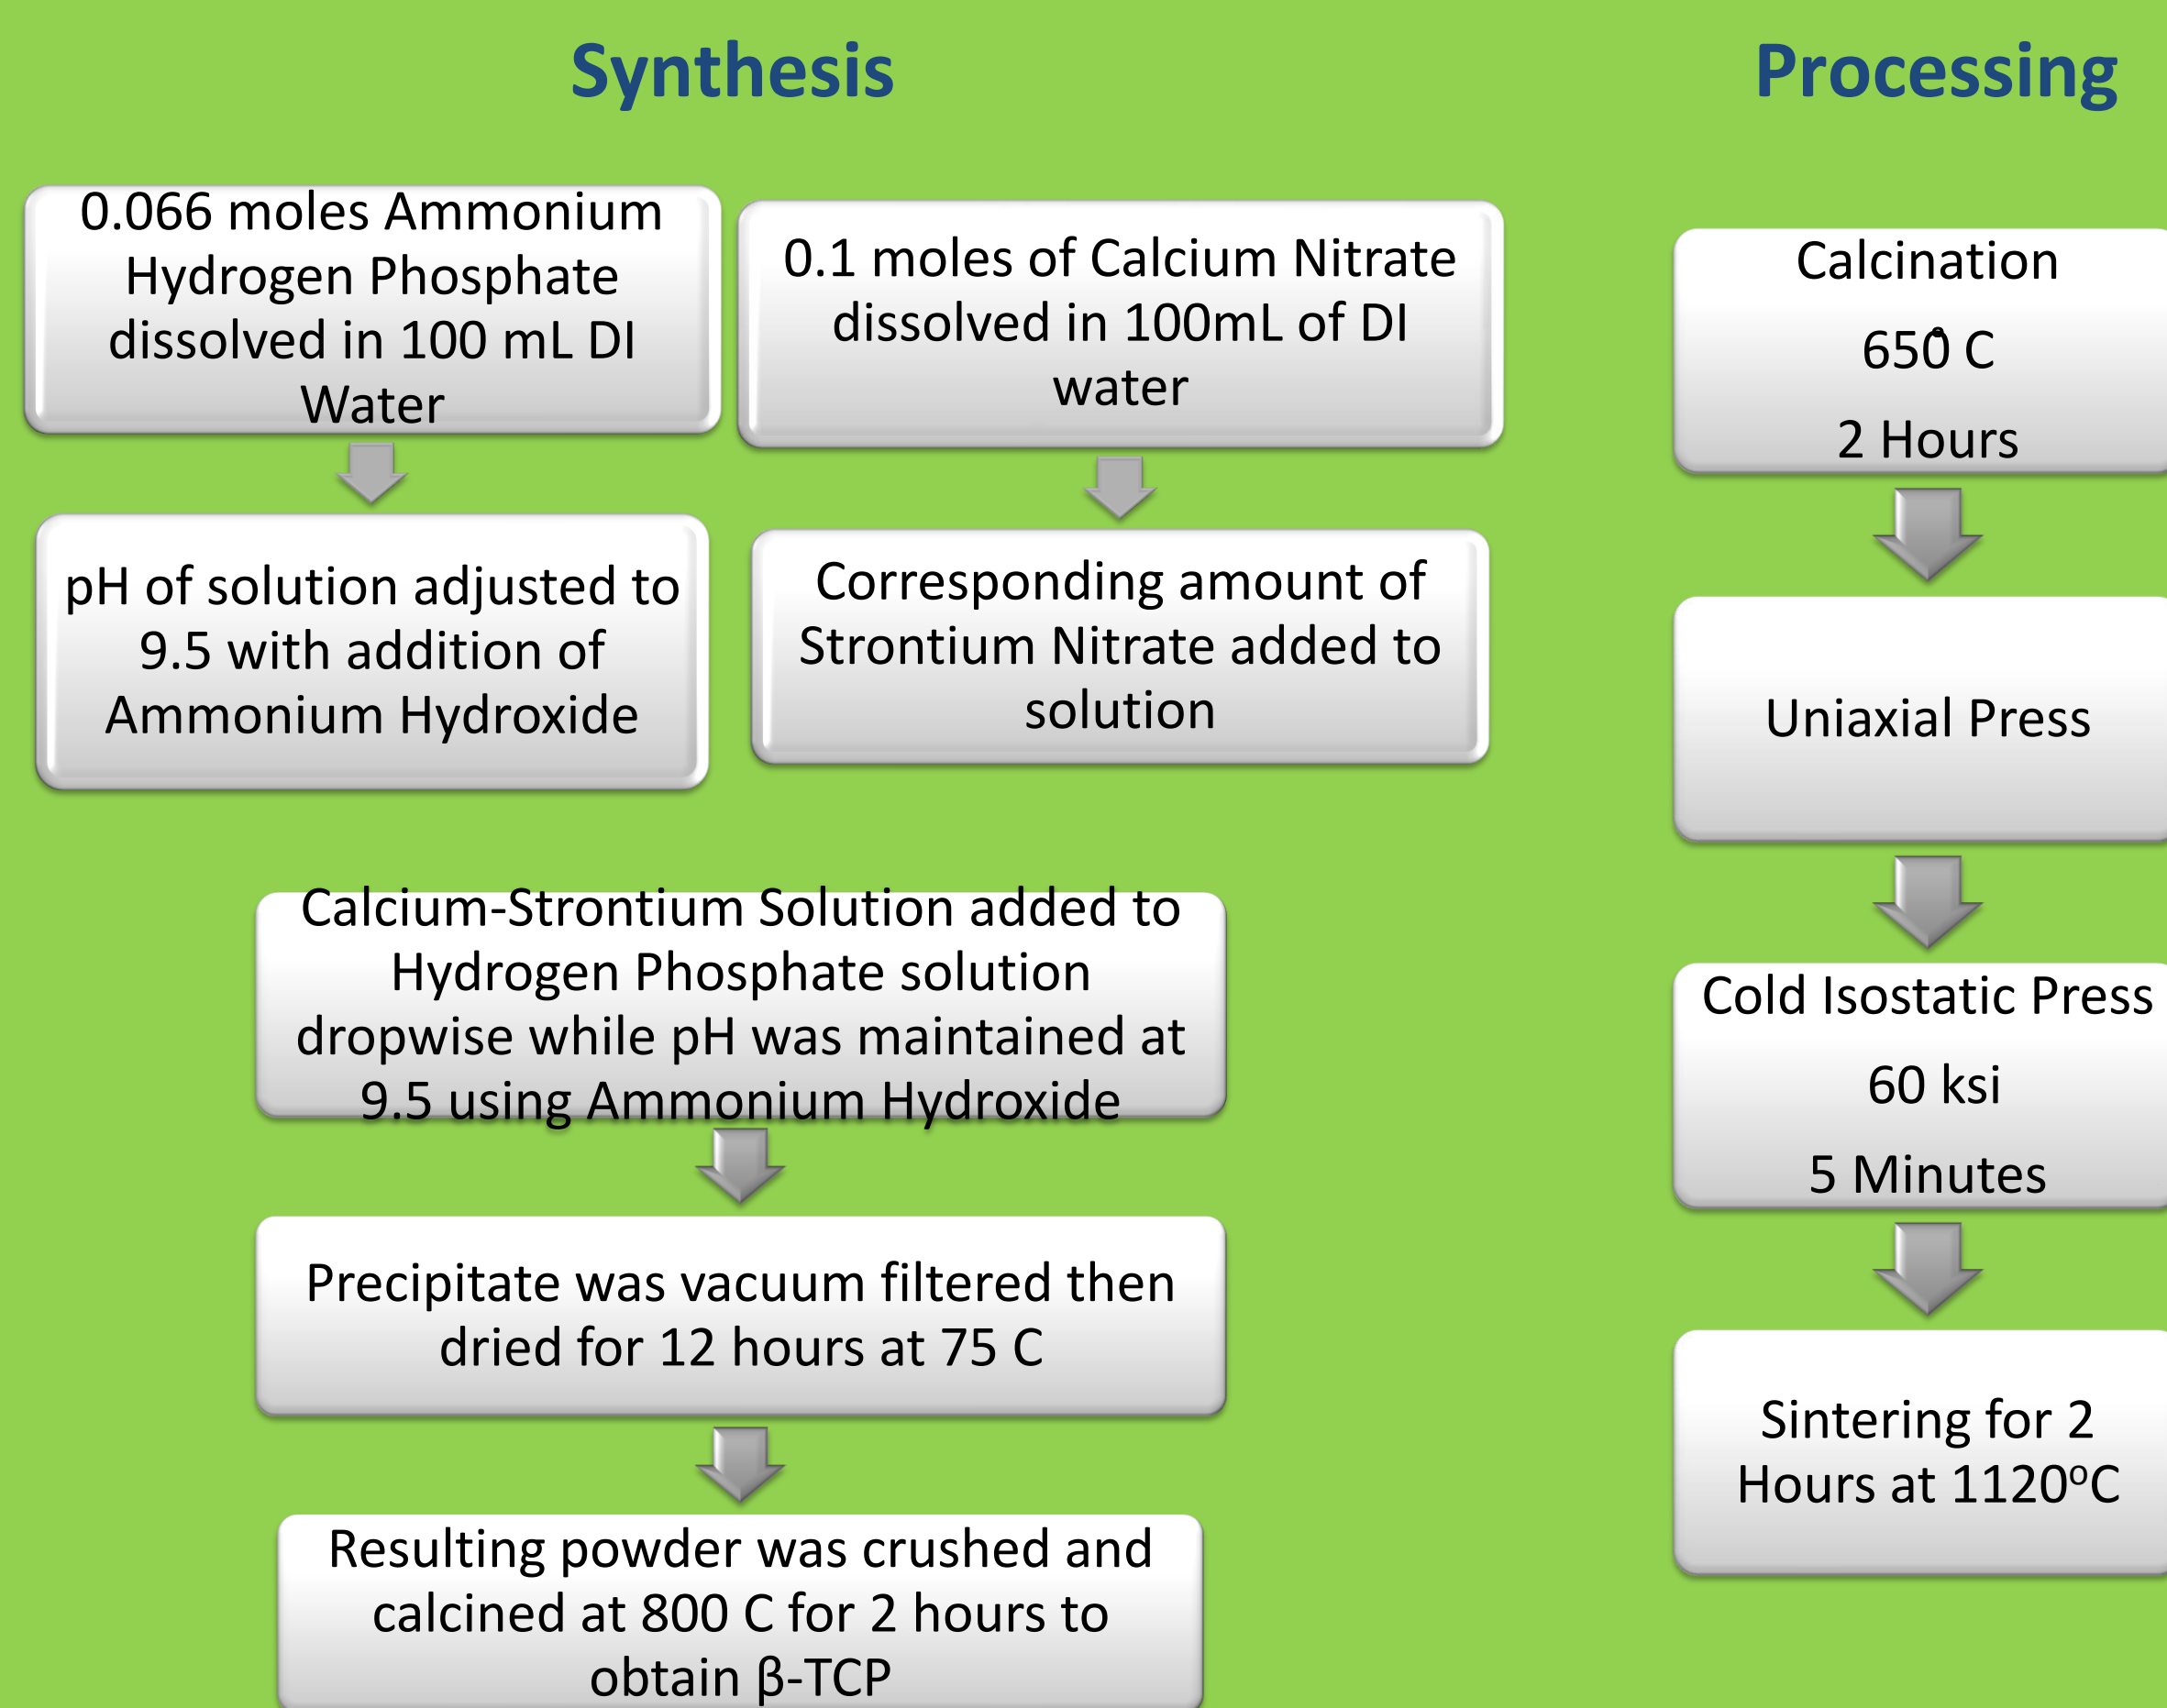 Synthesis
0.066 moles Ammonium
Hydrogen Phosphate
dissolved in 100 mL DI
Water
0.1 moles of Calcium Nitrate
dissolved in 100mL of DI
water
pH of solution adjusted to
9.5 with addition of
Ammonium Hydroxide
Corresponding amount of
Strontium Nitrate added to
solution
Calcium-Strontium Solution added to
Hydrogen Phosphate solution
dropwise while pH was maintained at
9.5 using Ammonium Hydroxide
Precipitate was vacuum filtered then
dried for 12 hours at 75 C
Resulting powder was crushed and
calcined at 800 C for 2 hours to
obtain β-TCP
Processing
Calcination
650° C
2 Hours
Uniaxial Press
Cold Isostatic Press
60 ksi
5 Minutes
Sintering for 2
Hours at 1120ºC